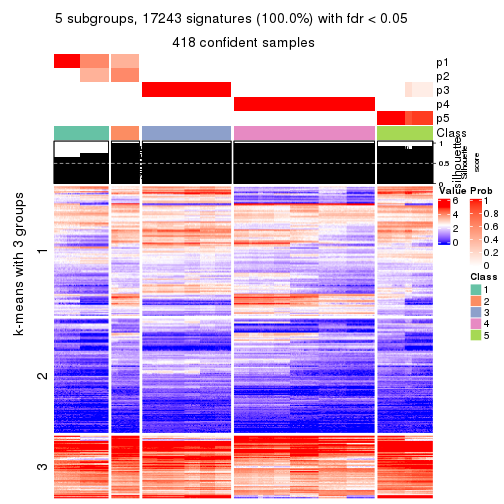 5 subgroups, 17243 signatures (100.0%) with fdr < 0.05
418 confident samples
p1
p2
p3
p4
p5
Class
1
0.5
0
silhouette
Silhouette
score
k-means with 3 groups
1
2
3
Value
6
4
2
0
Prob
1
0.8
0.6
0.4
0.2
0
Class
1
2
3
4
5